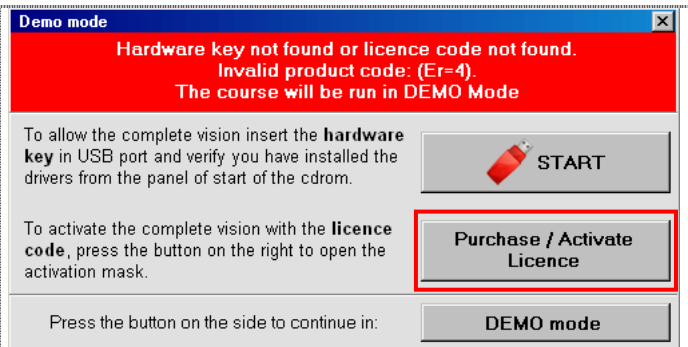 Demo mode
Hardware key not found or licence code not found.
Invalid product code: (Er=4).
The course will be run in DEMO Mode
To allow the complete vision insert the hardware
key in USB port and verify you have installed the
drivers from the panel of start of the cdrom.
START
To activate the complete vision with the licence
code, press the button on the right to open the
activation mask.
Purchase / Activate
Licence
Press the button on the side to continue in:
DEMO mode